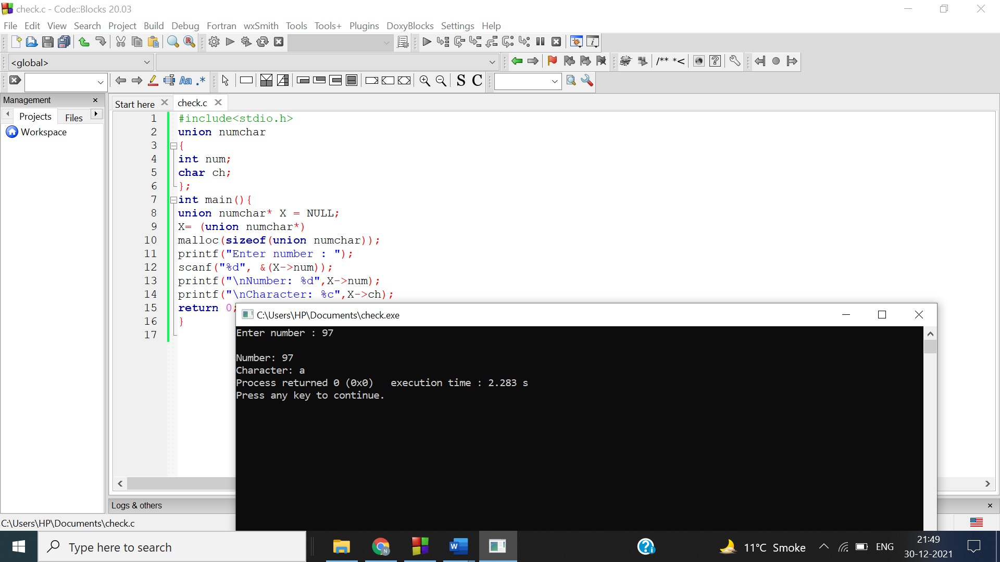 check.c - Code::Blocks 20.03
File Edit View Search Project Build Debug Fortran wxSmith Tools Tools+ Plugins DoxyBlocks Settings Help
<global>
/** *<
Aa .* S C
Management
Projects Files
Workspace
Start here check.c
1 #include<stdio.h>
2 union numchar
3 {
4 int num;
5 char ch;
6 };
7 int main(){
8 union numchar* X = NULL;
9 X= (union numchar*)
10 malloc(sizeof(union numchar));
11 printf("Enter number : ");
12 scanf("%d", &(X->num));
13 printf("\nNumber: %d",X->num);
14 printf("\nCharacter: %c",X->ch);
15 return 0;
16 }
17
C:\Users\HP\Documents\check.exe
Enter number : 97
Number: 97
Character: a
Process returned 0 (0x0) execution time : 2.283 s
Press any key to continue.
Logs & others
C:\Users\HP\Documents\check.c
Type here to search
11°C Smoke
ENG
21:49
30-12-2021